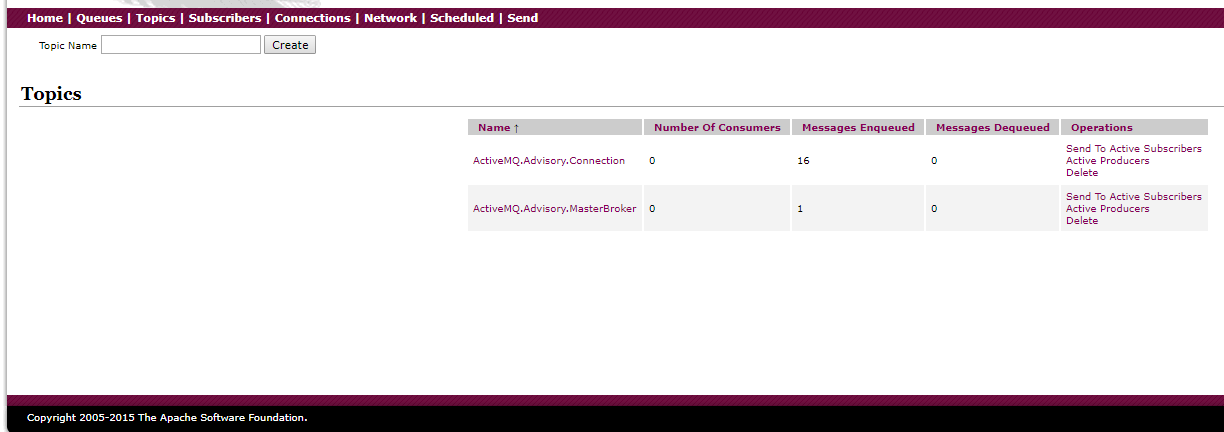 Home | Queues | Topics | Subscribers | Connections | Network | Scheduled | Send
Topic Name Create
Topics
Name ↑ Number Of Consumers Messages Enqueued Messages Dequeued Operations
ActiveMQ.Advisory.Connection 0 16 0 Send To Active Subscribers
Active Producers
Delete
ActiveMQ.Advisory.MasterBroker 0 1 0 Send To Active Subscribers
Active Producers
Delete
Copyright 2005-2015 The Apache Software Foundation.